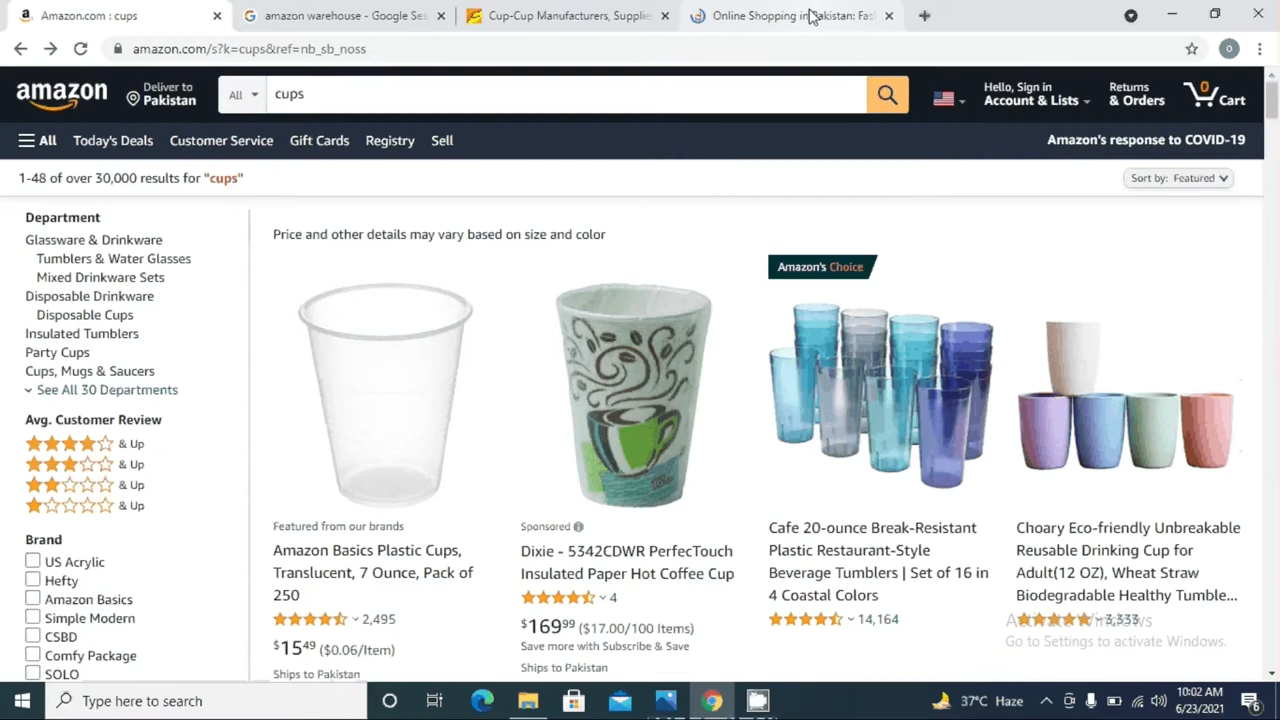 Amazon.com : cups
amazon warehouse - Google Sea
Cup-Cup Manufacturers, Supplie
Online Shopping in Pakistan: Fas
amazon.com/s?k=cups&ref=nb_sb_noss
o
amazon
Deliver to
Pakistan
All
cups
Hello, Sign in
Account & Lists
Returns
& Orders
0
Cart
All
Today's Deals
Customer Service
Gift Cards
Registry
Sell
Amazon's response to COVID-19
1-48 of over 30,000 results for "cups"
Sort by: Featured
Department
Glassware & Drinkware
Tumblers & Water Glasses
Mixed Drinkware Sets
Disposable Drinkware
Disposable Cups
Insulated Tumblers
Party Cups
Cups, Mugs & Saucers
See All 30 Departments
Avg. Customer Review
& Up
& Up
& Up
& Up
Brand
US Acrylic
Hefty
Amazon Basics
Simple Modern
CSBD
Comfy Package
SOLO
Price and other details may vary based on size and color
Featured from our brands
Amazon Basics Plastic Cups,
Translucent, 7 Ounce, Pack of
250
2,495
$1549 ($0.06/Item)
Ships to Pakistan
Sponsored
Dixie - 5342CDWR PerfecTouch
Insulated Paper Hot Coffee Cup
4
$16999 ($17.00/100 Items)
Save more with Subscribe & Save
Ships to Pakistan
Amazon's Choice
Cafe 20-ounce Break-Resistant
Plastic Restaurant-Style
Beverage Tumblers | Set of 16 in
4 Coastal Colors
14,164
Choary Eco-friendly Unbreakable
Reusable Drinking Cup for
Adult(12 OZ), Wheat Straw
Biodegradable Healthy Tumble...
3,333
Activate Windows
Go to Settings to activate Windows.
Type here to search
37°C Haze
10:02 AM
6/23/2021
6